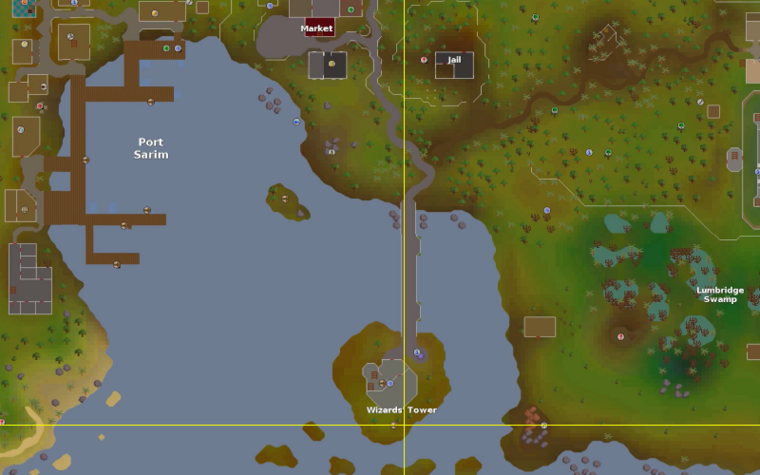 Market
Jail
Port
Sarim
Lumbridge
Swamp
Wizards' Tower